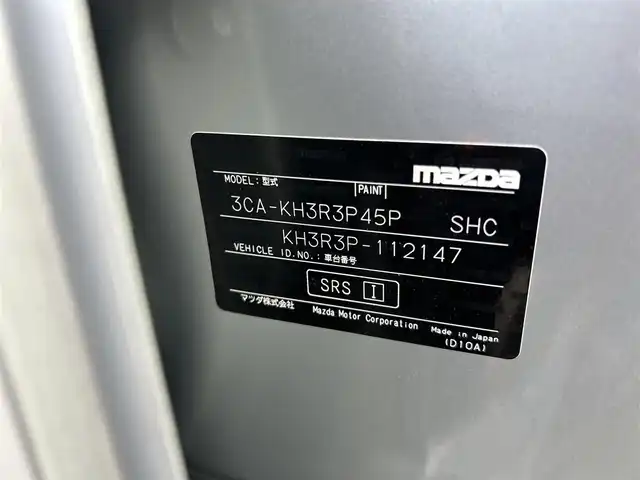 mazda
MODEL:型式 PAINT
3CA-KH3R3P45P SHC
KH3R3P-112147
VEHICLE ID.NO.:車台番号
SRS I
マツダ株式会社 Mazda Motor Corporation Made in Japan
(D10A)